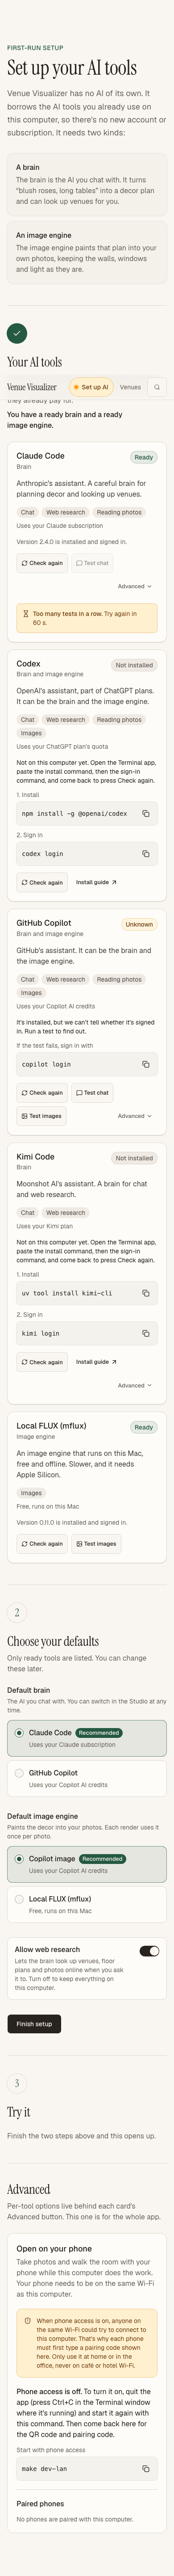 FIRST-RUN SETUP
Set up your AI tools
Venue Visualizer has no AI of its own. It
borrows the AI tools you already use on
this computer, so there's no new account or
subscription. It needs two kinds:
A brain
The brain is the AI you chat with. It turns
“blush roses, long tables” into a decor plan
and can look up venues for you.
An image engine
The image engine paints that plan into your
own photos, keeping the walls, windows
and light as they are.
Your AI tools
Venue Visualizer
Set up AI
Venues
they already pay for.
You have a ready brain and a ready
image engine.
Claude Code
Ready
Brain
Anthropic's assistant. A careful brain for
planning decor and looking up venues.
Chat
Web research
Reading photos
Uses your Claude subscription
Version 2.4.0 is installed and signed in.
Check again
Test chat
Advanced
Too many tests in a row. Try again in
60 s.
Codex
Not installed
Brain and image engine
OpenAI's assistant, part of ChatGPT plans.
It can be the brain and the image engine.
Chat
Web research
Reading photos
Images
Uses your ChatGPT plan's quota
Not on this computer yet. Open the Terminal app,
paste the install command, then the sign-in
command, and come back to press Check again.
1. Install
npm install -g @openai/codex
2. Sign in
codex login
Check again
Install guide
GitHub Copilot
Unknown
Brain and image engine
GitHub's assistant. It can be the brain and
the image engine.
Chat
Web research
Reading photos
Images
Uses your Copilot AI credits
It's installed, but we can't tell whether it's signed
in. Run a test to find out.
If the test fails, sign in with
copilot login
Check again
Test chat
Test images
Advanced
Kimi Code
Not installed
Brain
Moonshot AI's assistant. A brain for chat
and web research.
Chat
Web research
Uses your Kimi plan
Not on this computer yet. Open the Terminal app,
paste the install command, then the sign-in
command, and come back to press Check again.
1. Install
uv tool install kimi-cli
2. Sign in
kimi login
Check again
Install guide
Advanced
Local FLUX (mflux)
Ready
Image engine
An image engine that runs on this Mac,
free and offline. Slower, and it needs
Apple Silicon.
Images
Free, runs on this Mac
Version 0.11.0 is installed and signed in.
Check again
Test images
2
Choose your defaults
Only ready tools are listed. You can change
these later.
Default brain
The AI you chat with. You can switch in the Studio at any
time.
Claude Code
Recommended
Uses your Claude subscription
GitHub Copilot
Uses your Copilot AI credits
Default image engine
Paints the decor into your photos. Each render uses it
once per photo.
Copilot image
Recommended
Uses your Copilot AI credits
Local FLUX (mflux)
Free, runs on this Mac
Allow web research
Lets the brain look up venues, floor
plans and photos online when you ask
it to. Turn it off to keep everything on
this computer.
Finish setup
3
Try it
Finish the two steps above and this opens up.
Advanced
Per-tool options live behind each card's
Advanced button. This one is for the whole app.
Open on your phone
Take photos and walk the room with your
phone while this computer does the work.
Your phone needs to be on the same Wi-Fi
as this computer.
When phone access is on, anyone on
the same Wi-Fi could try to connect to
this computer. That's why each phone
must first type a pairing code shown
here. Only use it at home or in the
office, never on café or hotel Wi-Fi.
Phone access is off. To turn it on, quit the
app (press Ctrl+C in the Terminal window
where it's running) and start it again with
this command. Then come back here for
the QR code and pairing code.
Start with phone access
make dev-lan
Paired phones
No phones are paired with this computer.